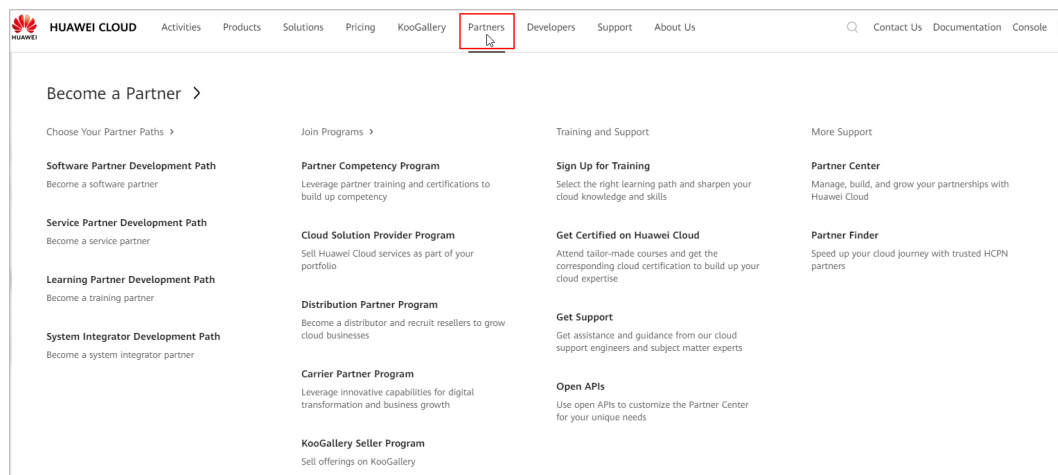 HUAWEI
HUAWEI CLOUD Activities Products Solutions Pricing KooGallery Partners Developers Support About Us Contact Us Documentation Console
Become a Partner >
Choose Your Partner Paths >
Software Partner Development Path
Become a software partner
Service Partner Development Path
Become a service partner
Learning Partner Development Path
Become a training partner
System Integrator Development Path
Become a system integrator partner
Join Programs >
Partner Competency Program
Leverage partner training and certifications to
build up competency
Cloud Solution Provider Program
Sell Huawei Cloud services as part of your
portfolio
Distribution Partner Program
Become a distributor and recruit resellers to grow
cloud businesses
Carrier Partner Program
Leverage innovative capabilities for digital
transformation and business growth
KooGallery Seller Program
Sell offerings on KooGallery
Training and Support
Sign Up for Training
Select the right learning path and sharpen your
cloud knowledge and skills
Get Certified on Huawei Cloud
Attend tailor-made courses and get the
corresponding cloud certification to build up your
cloud expertise
Get Support
Get assistance and guidance from our cloud
support engineers and subject matter experts
Open APIs
Use open APIs to customize the Partner Center
for your unique needs
More Support
Partner Center
Manage, build, and grow your partnerships with
Huawei Cloud
Partner Finder
Speed up your cloud journey with trusted HCPN
partners